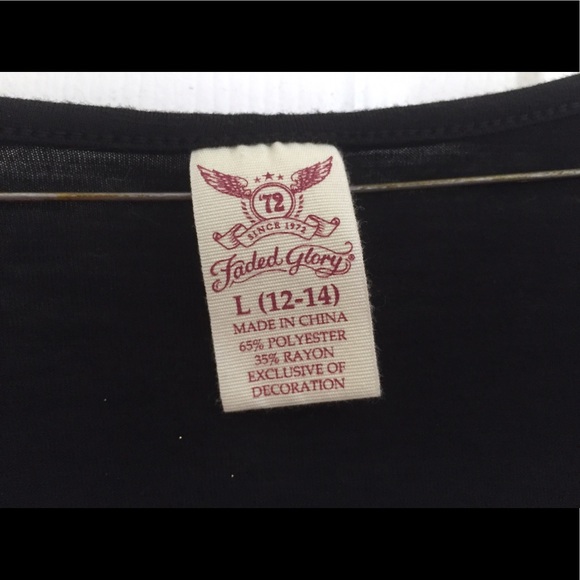 '72
SINCE 1972
Faded Glory®
L (12-14)
MADE IN CHINA
65% POLYESTER
35% RAYON
EXCLUSIVE OF
DECORATION